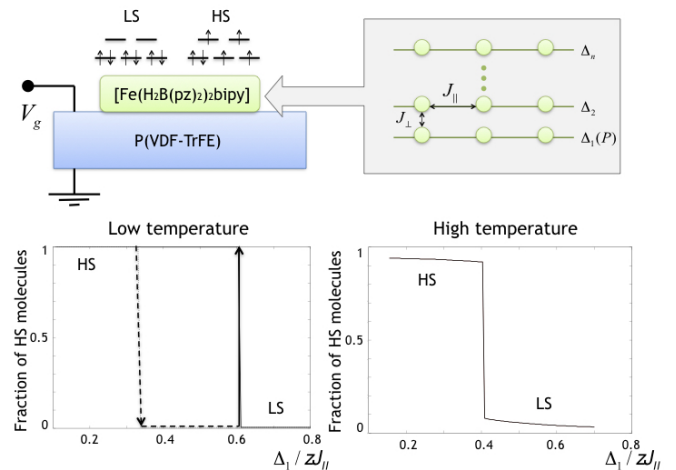 LS HS
[Fe(H₂B(pz)₂)₂bipy]
V_g
P(VDF-TrFE)
Δ_n
J_||
Δ_2
J_⊥
Δ_1(P)
Low temperature
High temperature
Fraction of HS molecules
1
0.5
0
HS
LS
0.2 0.4 0.6 0.8
Δ_1/zJ_||
Fraction of HS molecules
1
0.5
0
HS
LS
0.2 0.4 0.6 0.8
Δ_1/zJ_||